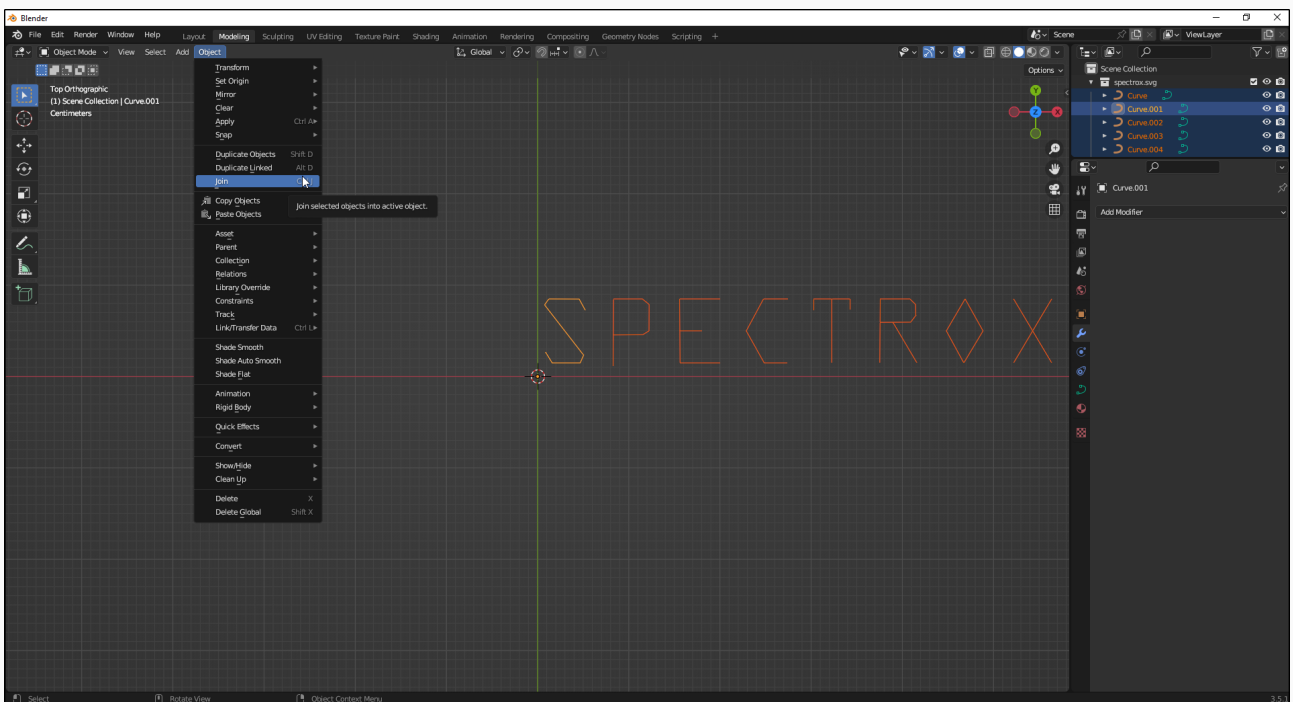 Blender
File Edit Render Window Help Layout Modeling Sculpting UV Editing Texture Paint Shading Animation Rendering Compositing Geometry Nodes Scripting + Scene ViewLayer
Object Mode View Select Add Object Global
Options
Top Orthographic
(1) Scene Collection | Curve.001
Centimeters
Transform
Set Origin
Mirror
Clear
Apply Ctrl A
Snap
Duplicate Objects Shift D
Duplicate Linked Alt D
Join
Copy Objects
Paste Objects
Join selected objects into active object.
Asset
Parent
Collection
Relations
Library Override
Constraints
Track
Link/Transfer Data Ctrl L
Shade Smooth
Shade Auto Smooth
Shade Flat
Animation
Rigid Body
Quick Effects
Convert
Show/Hide
Clean Up
Delete X
Delete Global Shift X
SPECTROX
Y
Z
X
Scene Collection
spectrox.svg
Curve
Curve.001
Curve.002
Curve.003
Curve.004
Curve.001
Add Modifier
Select Rotate View Object Context Menu 3.5.1